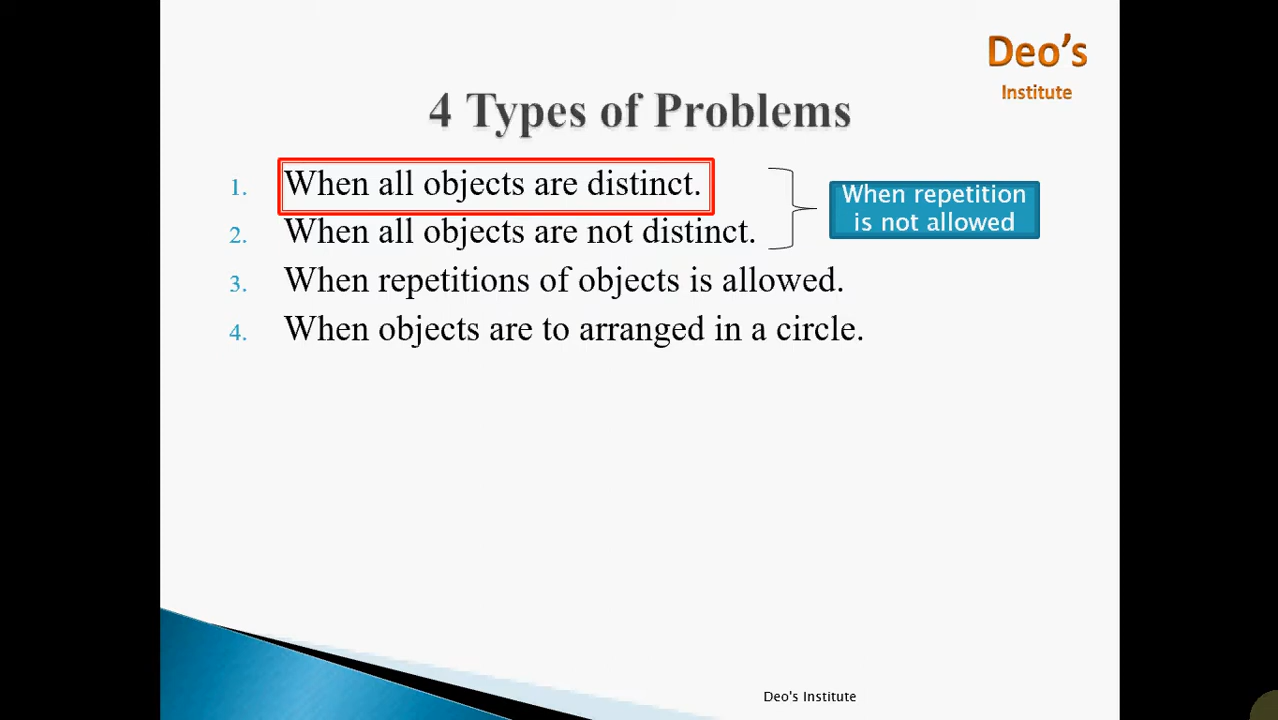 Deo's
Institute
4 Types of Problems
1. When all objects are distinct.
2. When all objects are not distinct.
When repetition
is not allowed
3. When repetitions of objects is allowed.
4. When objects are to arranged in a circle.
Deo's Institute